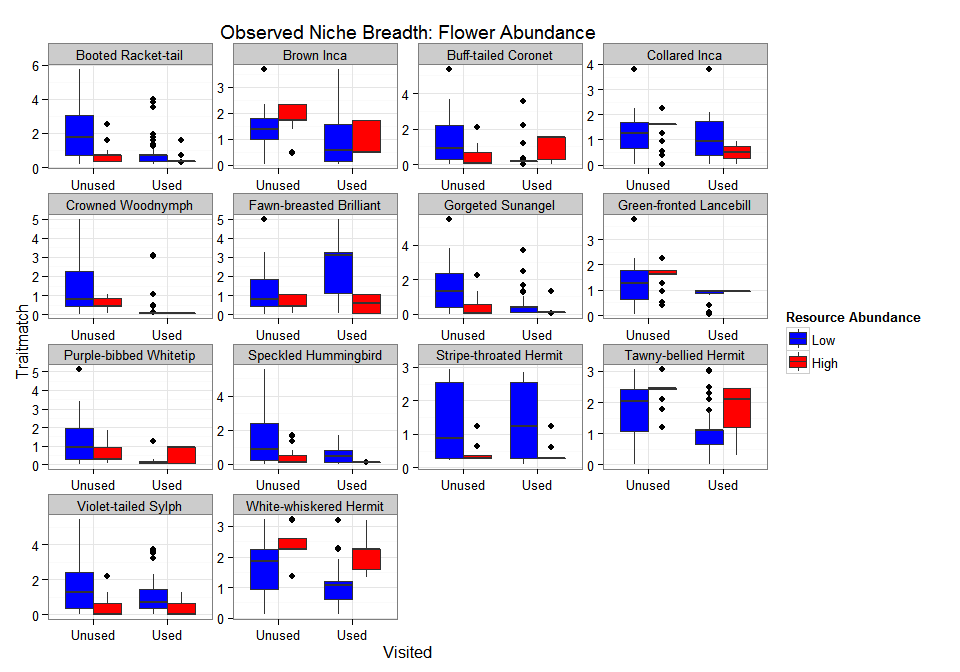 Observed Niche Breadth: Flower Abundance
Booted Racket-tail
Brown Inca
Buff-tailed Coronet
Collared Inca
6
4
2
0
3
2
1
0
4
2
0
4
3
2
1
0
Unused Used
Unused Used
Unused Used
Unused Used
Crowned Woodnymph
Fawn-breasted Brilliant
Gorgeted Sunangel
Green-fronted Lancebill
5
4
3
2
1
0
5
4
3
2
1
0
4
2
0
3
2
1
0
Unused Used
Unused Used
Unused Used
Unused Used
Traitmatch
Resource Abundance
Low
High
Purple-bibbed Whitetip
Speckled Hummingbird
Stripe-throated Hermit
Tawny-bellied Hermit
5
4
3
2
1
0
4
2
0
3
2
1
0
3
2
1
0
Unused Used
Unused Used
Unused Used
Unused Used
Violet-tailed Sylph
White-whiskered Hermit
4
2
0
3
2
1
0
Unused Used
Unused Used
Visited